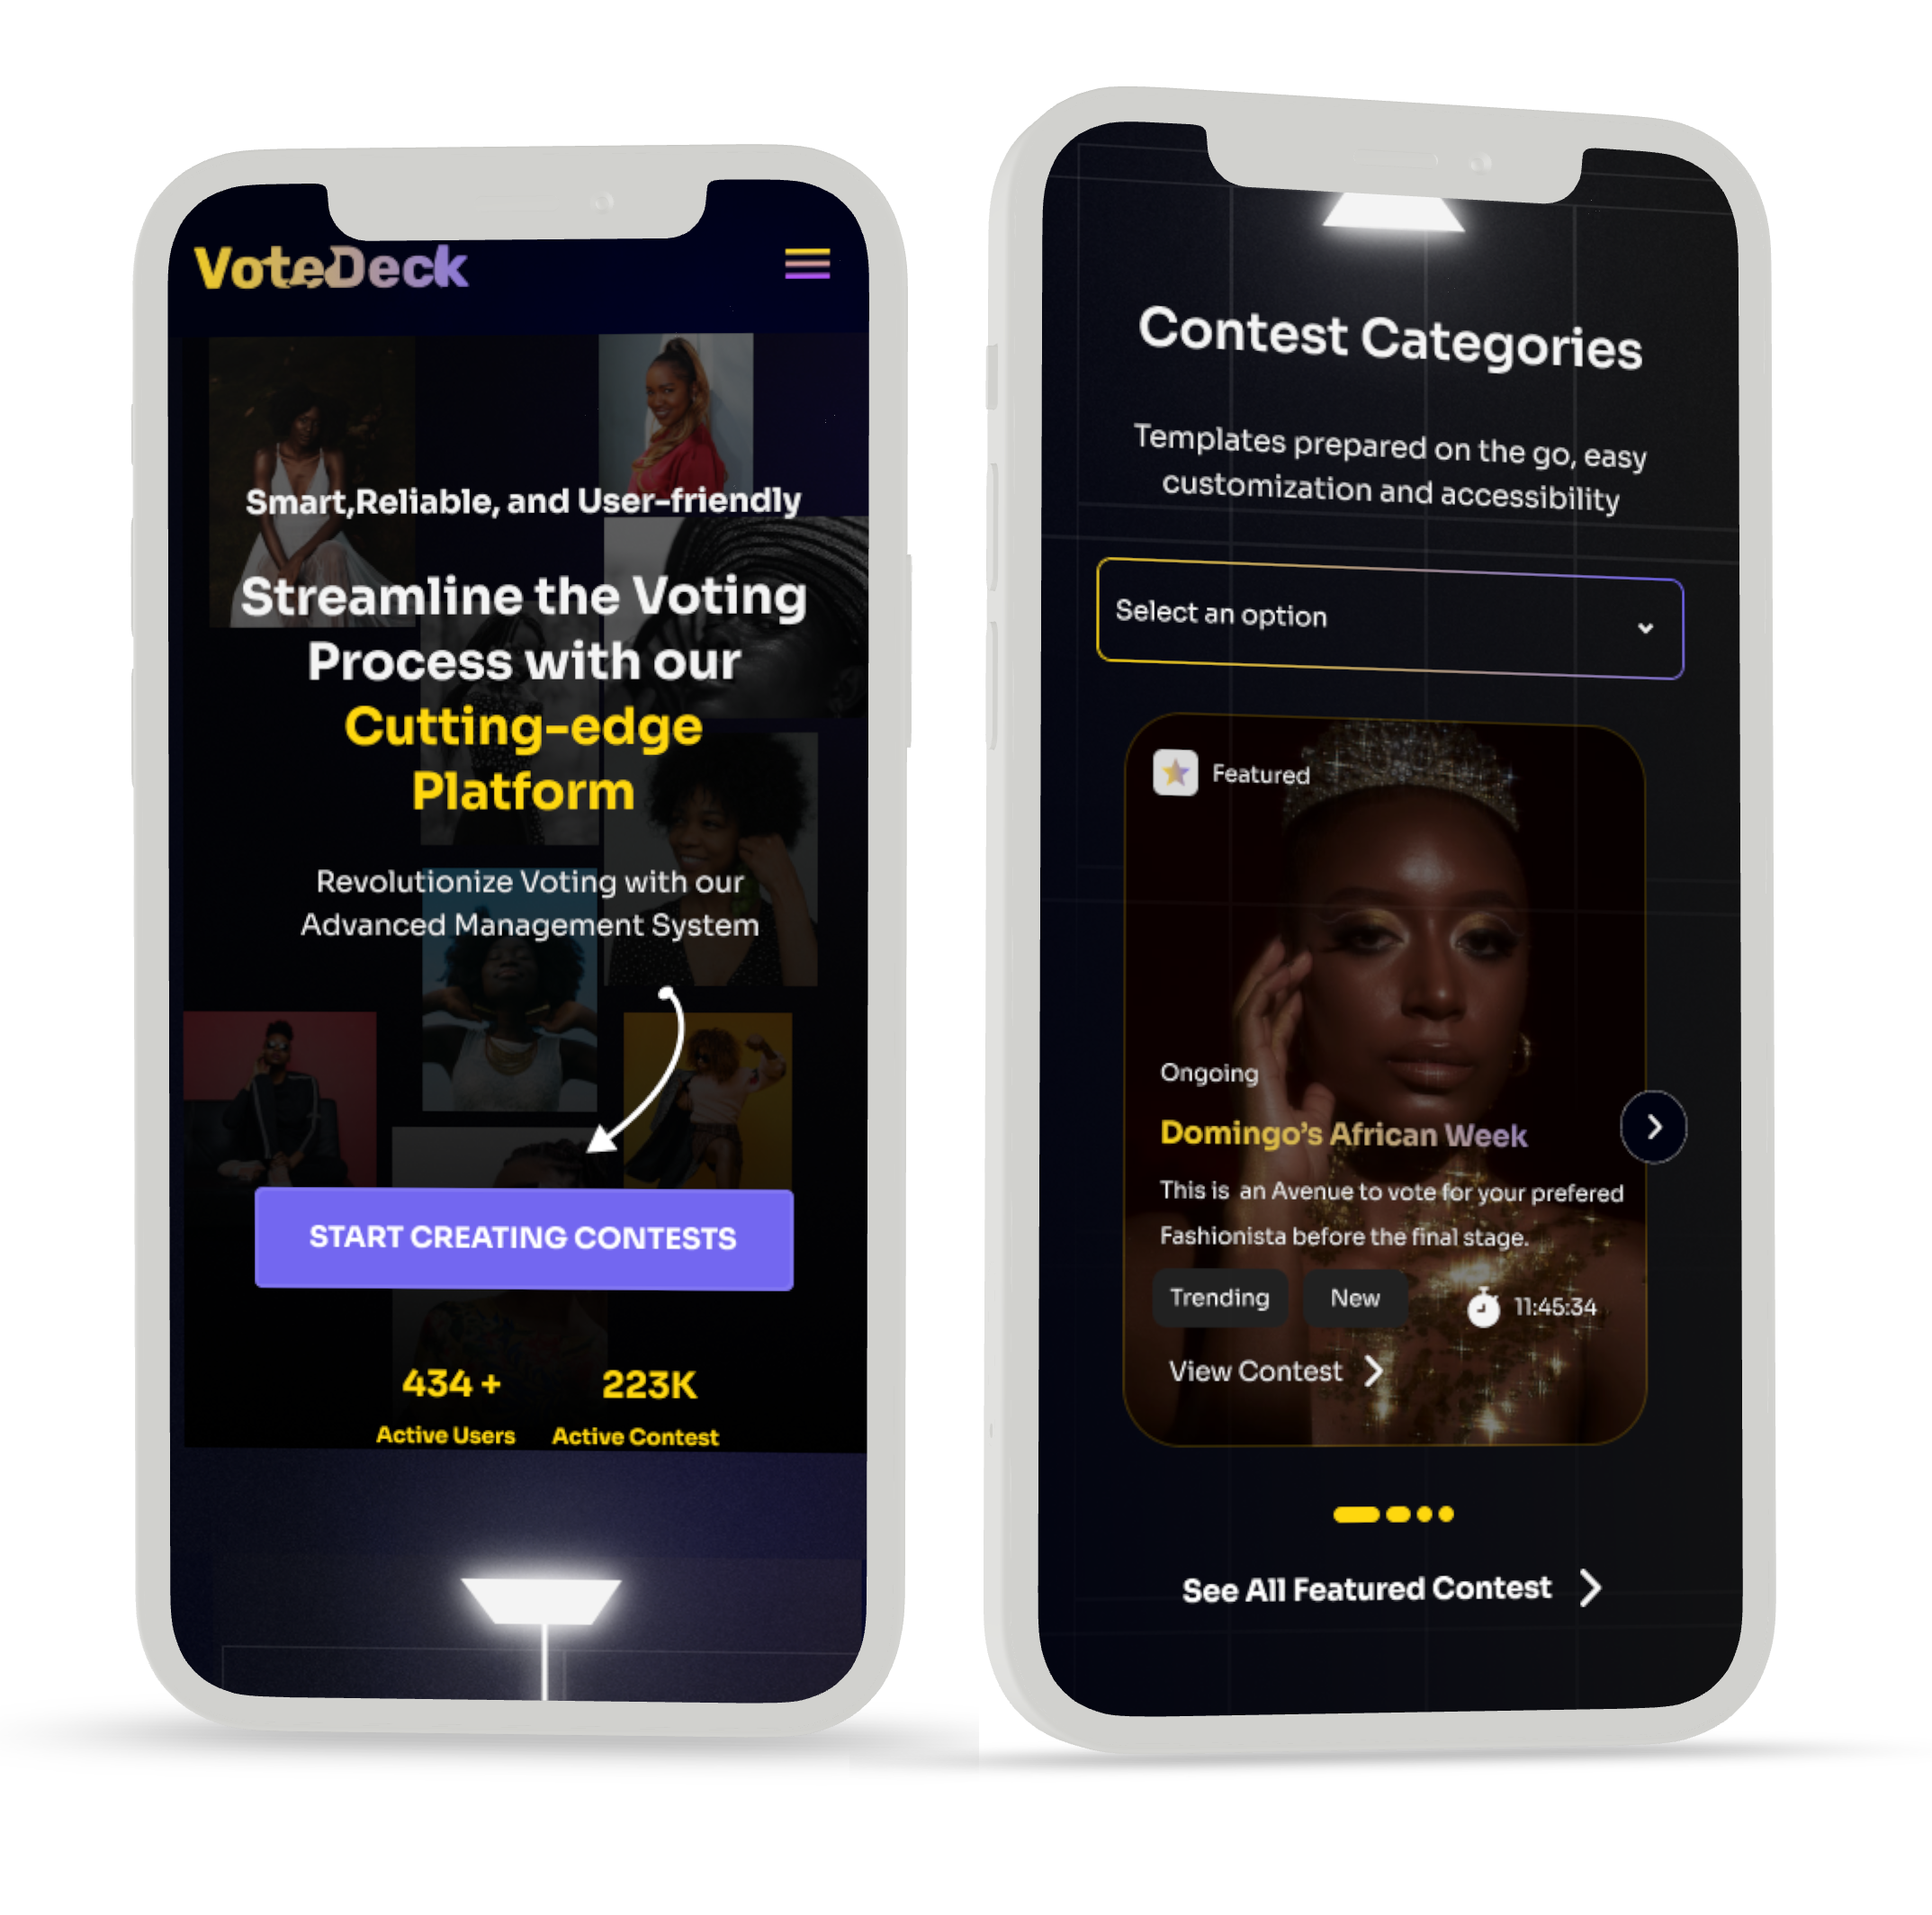 VoteDeck
Smart,Reliable, and User-friendly
Streamline the Voting
Process with our
Cutting-edge
Platform
Revolutionize Voting with our
Advanced Management System
START CREATING CONTESTS
434 + 223K
Active Users Active Contest
Contest Categories
Templates prepared on the go, easy
customization and accessibility
Select an option
Featured
Ongoing
Domingo's African Week
This is an Avenue to vote for your prefered
Fashionista before the final stage.
Trending New 11:45:34
View Contest
See All Featured Contest